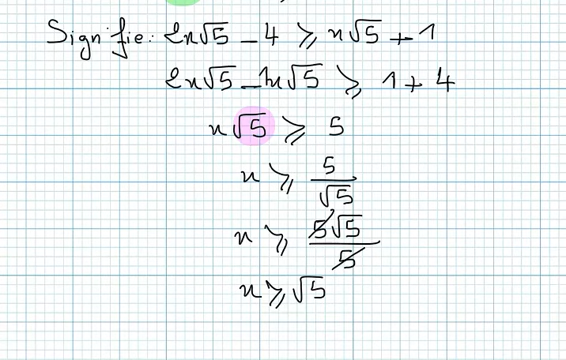 Signifie: 2x√5 - 4 ⩾ x√5 + 1
2x√5 - 1x√5 ⩾ 1 + 4
x√5 ⩾ 5
x ⩾ 5/√5
x ⩾ 5√5/5
x ⩾ √5